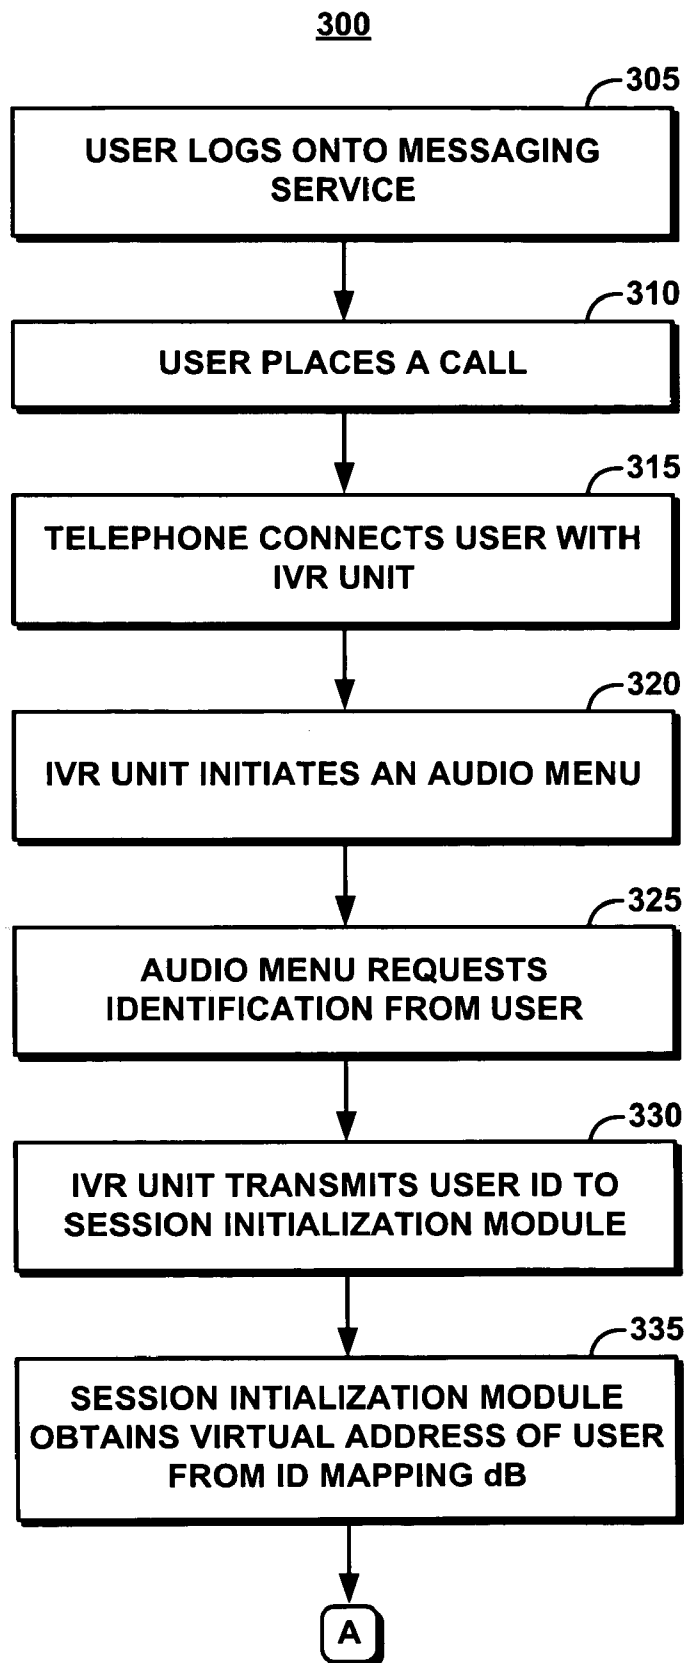 300
305
USER LOGS ONTO MESSAGING
SERVICE
310
USER PLACES A CALL
315
TELEPHONE CONNECTS USER WITH
IVR UNIT
320
IVR UNIT INITIATES AN AUDIO MENU
325
AUDIO MENU REQUESTS
IDENTIFICATION FROM USER
330
IVR UNIT TRANSMITS USER ID TO
SESSION INITIALIZATION MODULE
335
SESSION INTIALIZATION MODULE
OBTAINS VIRTUAL ADDRESS OF USER
FROM ID MAPPING dB
A